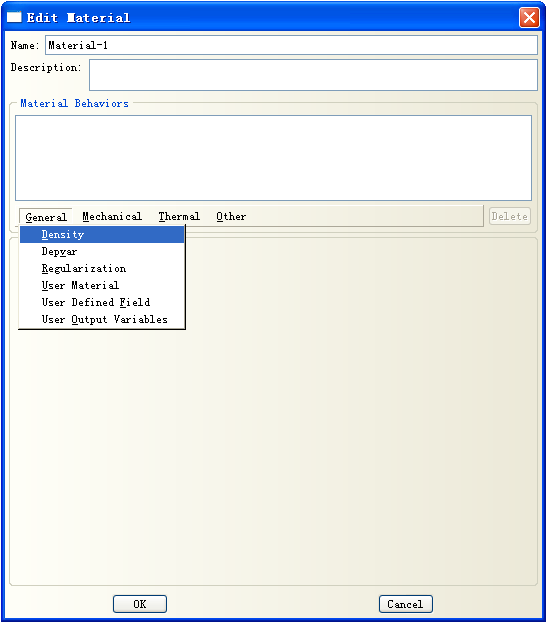 Edit Material
Name: Material-1
Description:
Material Behaviors
General Mechanical Thermal Other Delete
Density
Depvar
Regularization
User Material
User Defined Field
User Output Variables
OK Cancel